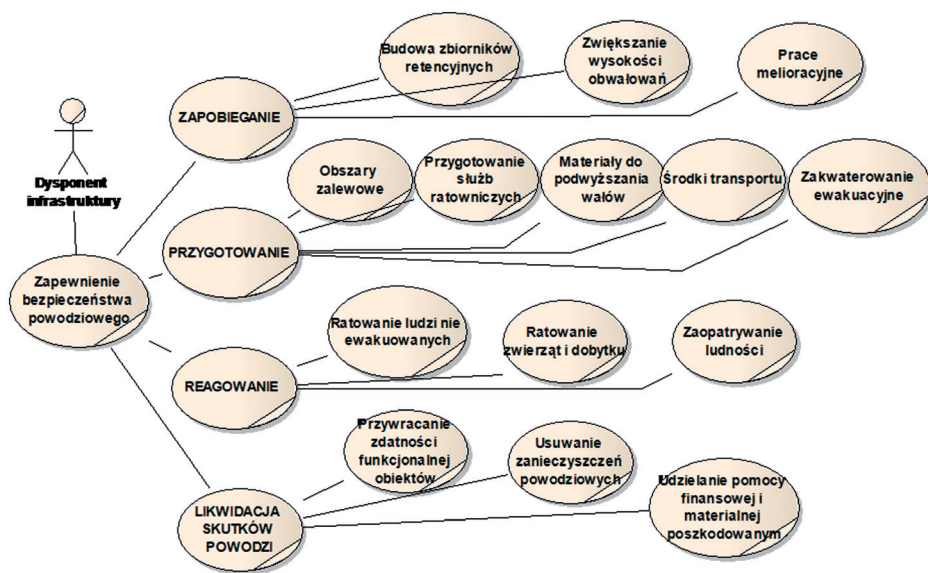 Budowa zbiorników
retencyjnych
Zwiększanie
wysokości
obwałowań
Prace
melioracyjne
ZAPOBIEGANIE
Dysponent
infrastruktury
Obszary
zalewowe
Przygotowanie
służb
ratowniczych
Materiały do
podwyższania
wałów
Środki transportu
Zakwaterowanie
ewakuacyjne
PRZYGOTOWANIE
Zapewnienie
bezpieczeństwa
powodziowego
Ratowanie ludzi nie
ewakuowanych
Ratowanie
zwierząt i dobytku
Zaopatrywanie
ludności
REAGOWANIE
Przywracanie
zdatności
funkcjonalnej
obiektów
Usuwanie
zanieczyszczeń
powodziowych
Udzielanie pomocy
finansowej i
materialnej
poszkodowanym
LIKWIDACJA
SKUTKÓW
POWODZI